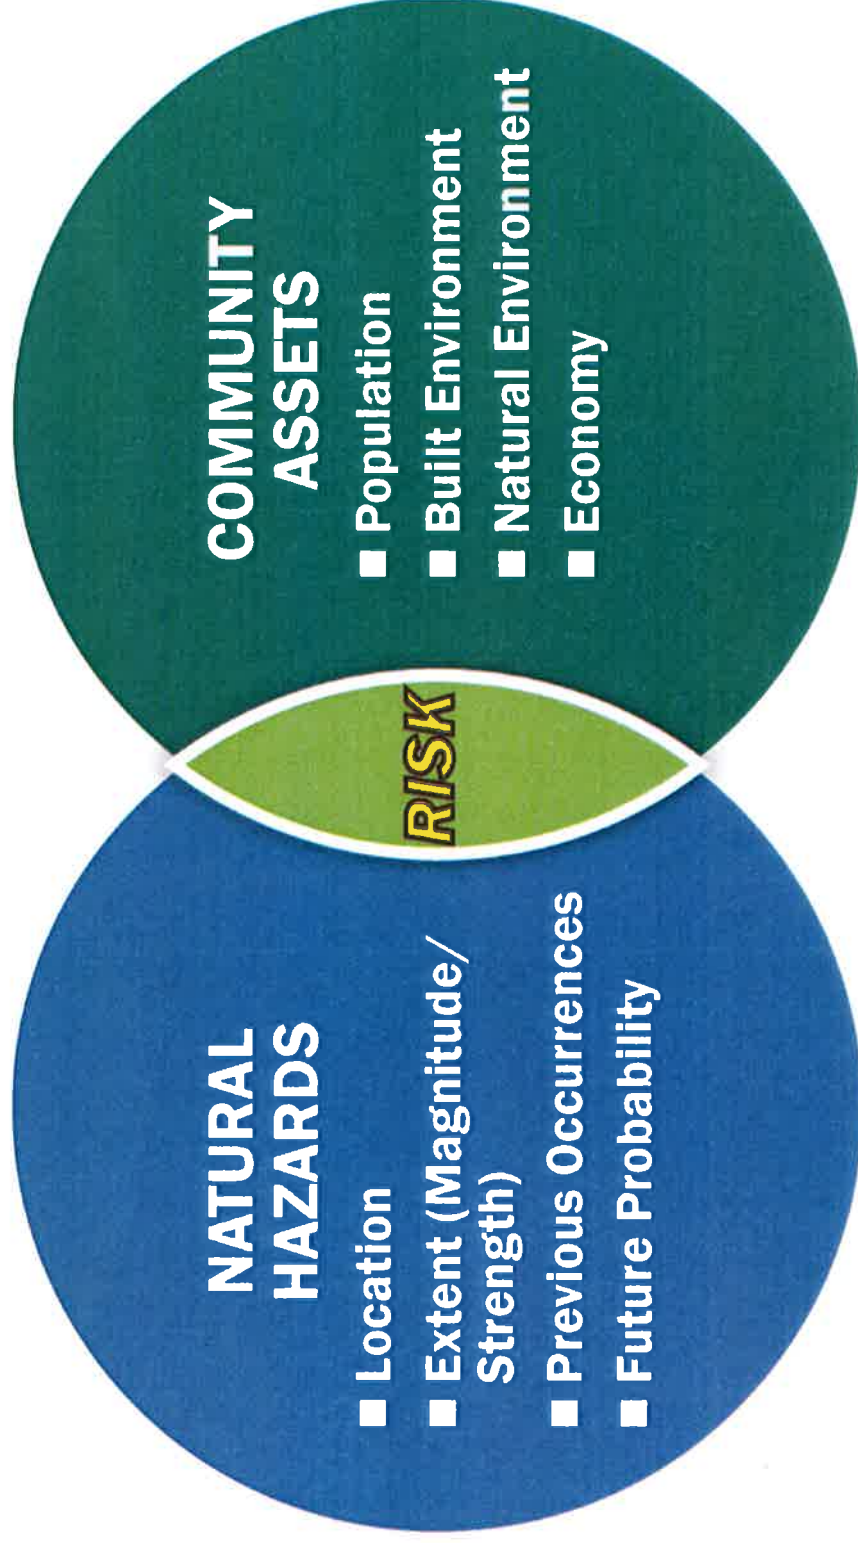 NATURAL
HAZARDS
■ Location
■ Extent (Magnitude/
Strength)
■ Previous Occurrences
■ Future Probability
RISK
COMMUNITY
ASSETS
■ Population
■ Built Environment
■ Natural Environment
■ Economy